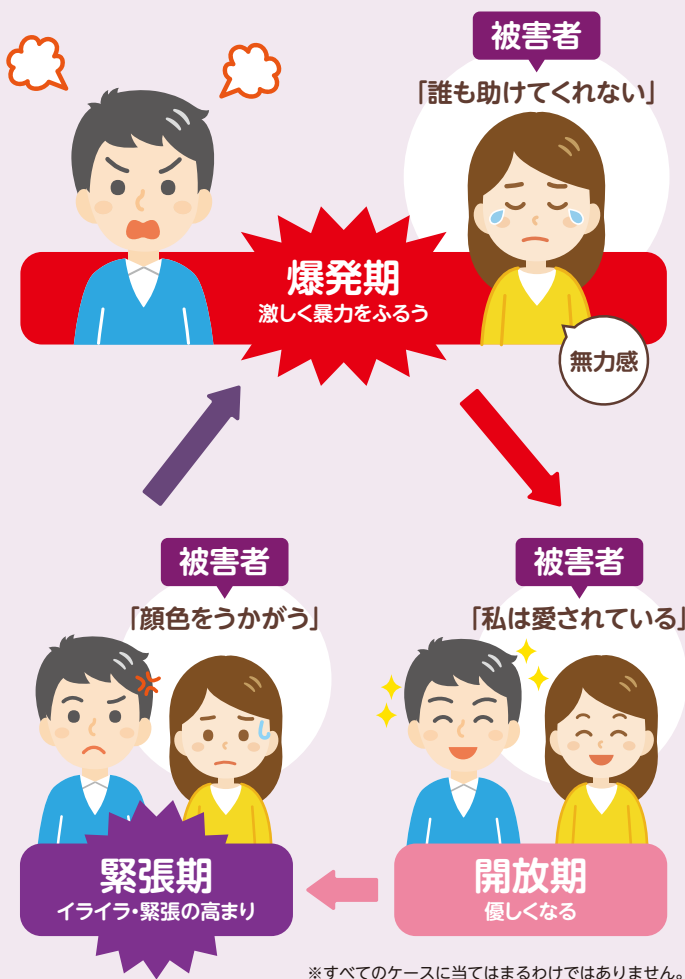 被害者
「誰も助けてくれない」
爆発期
激しく暴力をふるう
無力感
被害者
「顔色をうかがう」
緊張期
イライラ・緊張の高まり
被害者
「私は愛されている」
開放期
優しくなる
※すべてのケースに当てはまるわけではありません。